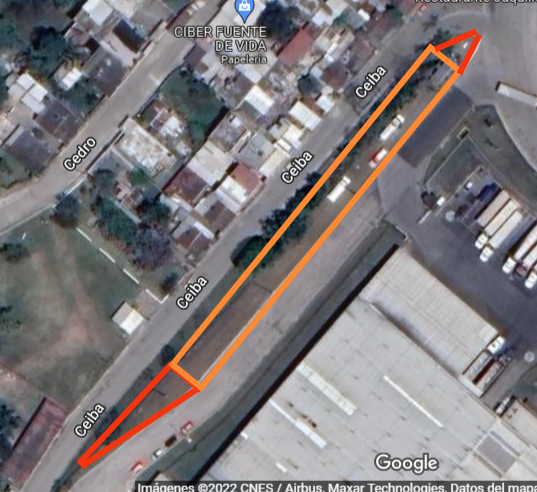 CIBER FUENTE
DE VIDA
Papelería
Ceiba
Cedro
Ceiba
Ceiba
Ceiba
Google
Imágenes ©2022 CNES / Airbus, Maxar Technologies, Datos del mapa